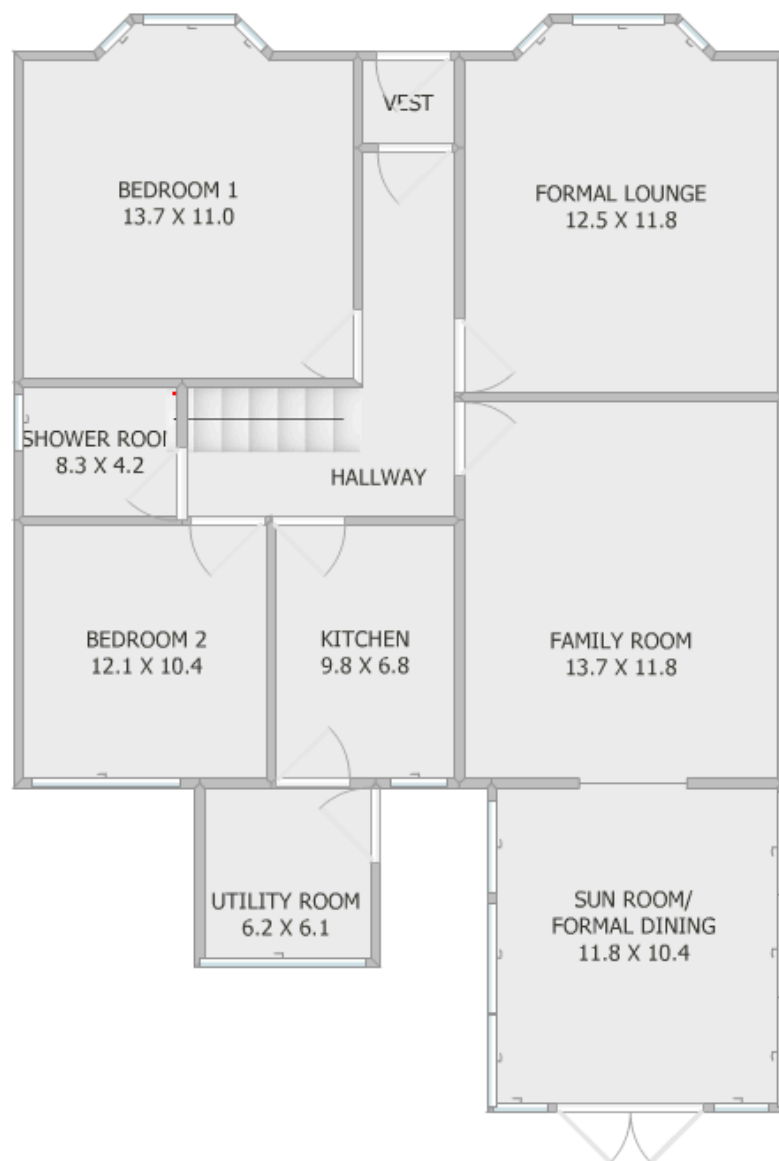 VEST
BEDROOM 1
13.7 X 11.0
FORMAL LOUNGE
12.5 X 11.8
SHOWER ROO
8.3 X 4.2
HALLWAY
BEDROOM 2
12.1 X 10.4
KITCHEN
9.8 X 6.8
FAMILY ROOM
13.7 X 11.8
UTILITY ROOM
6.2 X 6.1
SUN ROOM/
FORMAL DINING
11.8 X 10.4